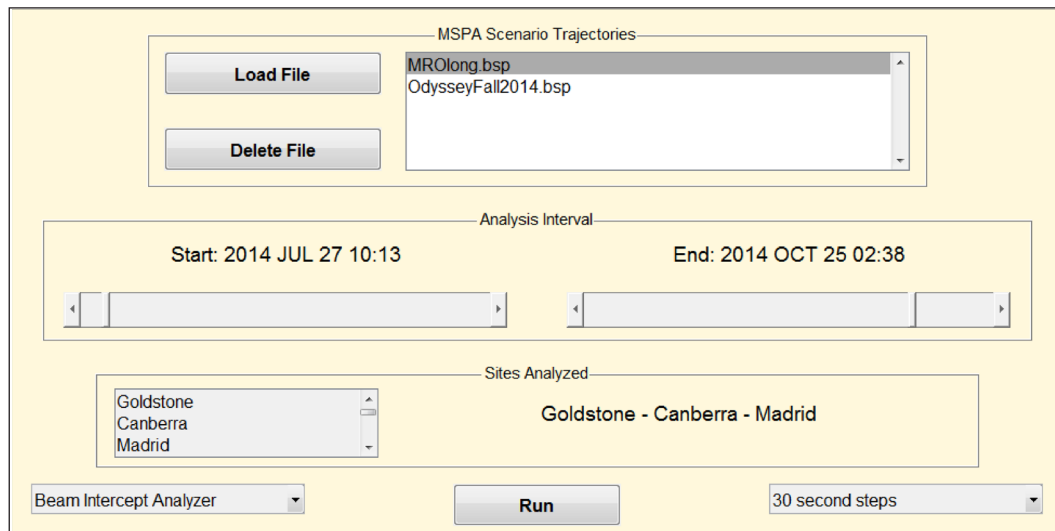 MSPA Scenario Trajectories
Load File
MROlong.bsp
OdysseyFall2014.bsp
Delete File
Analysis Interval
Start: 2014 JUL 27 10:13
End: 2014 OCT 25 02:38
Sites Analyzed
Goldstone
Canberra
Madrid
Goldstone - Canberra - Madrid
Beam Intercept Analyzer
Run
30 second steps